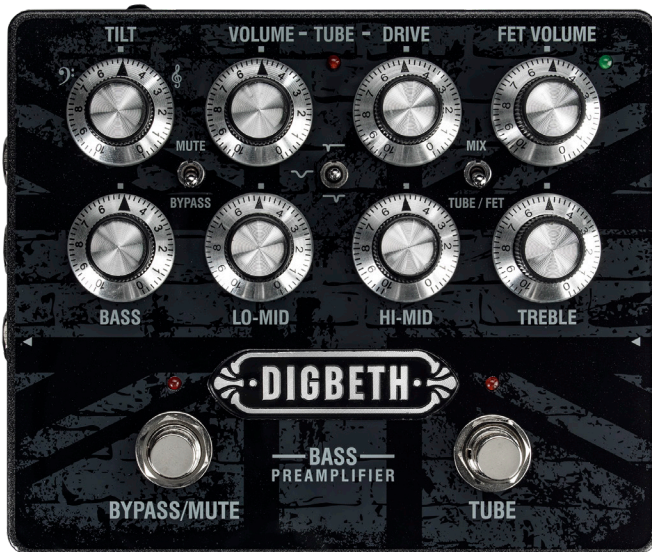 TILT
VOLUME - TUBE - DRIVE
FET VOLUME
MUTE
BYPASS
MIX
TUBE / FET
BASS
LO-MID
HI-MID
TREBLE
DIGBETH
BASS
PREAMPLIFIER
BYPASS/MUTE
TUBE